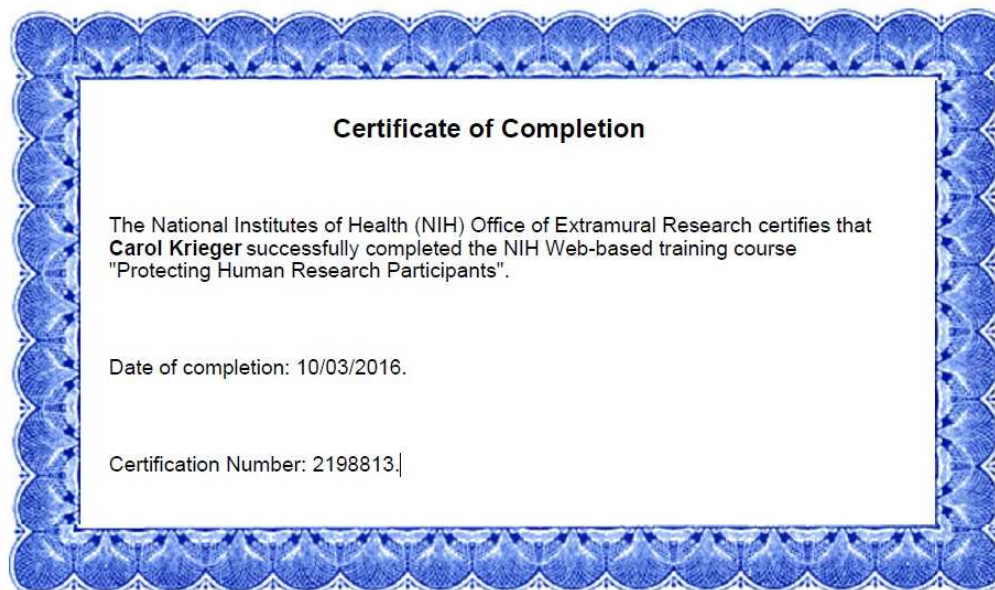 Certificate of Completion
The National Institutes of Health (NIH) Office of Extramural Research certifies that
Carol Krieger successfully completed the NIH Web-based training course
"Protecting Human Research Participants".
Date of completion: 10/03/2016.
Certification Number: 2198813.